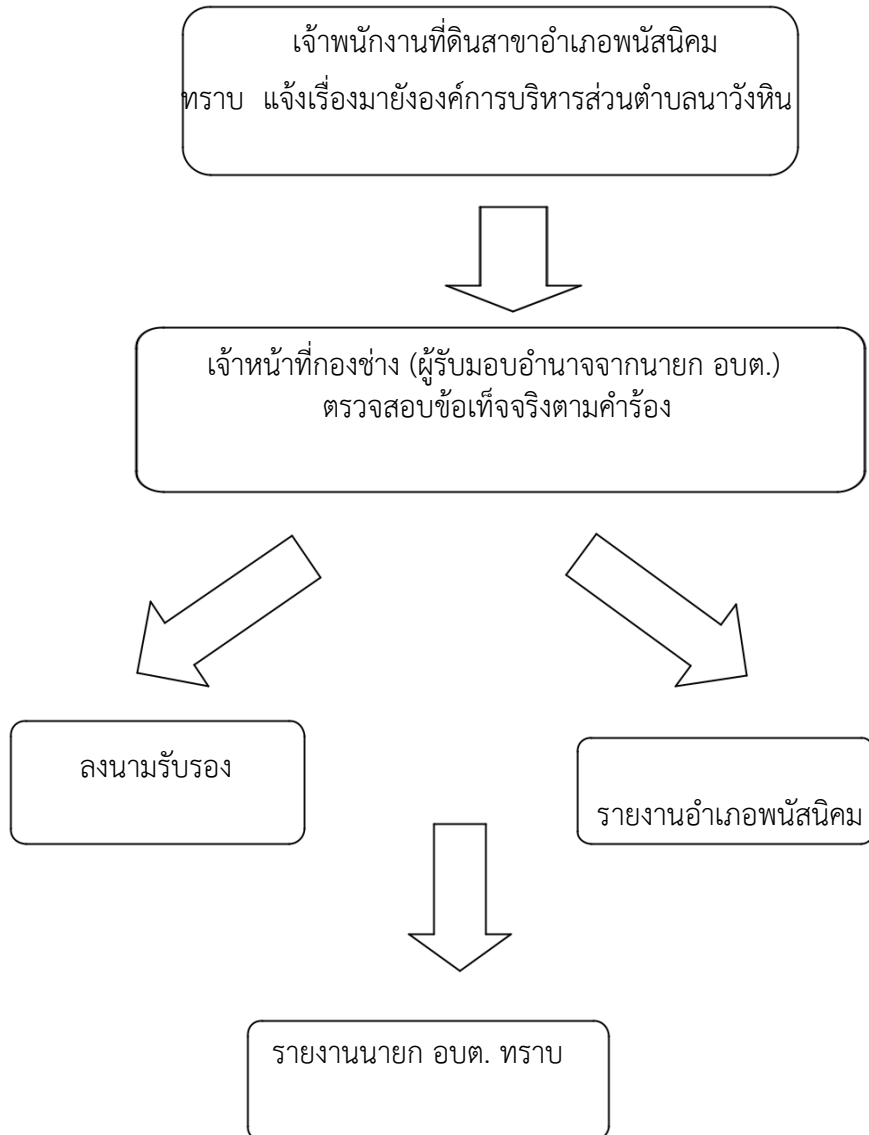 เจ้าพนักงานที่ดินสาขาอำเภอพนัสนิคม
ทราบ แจ้งเรื่องมายังองค์การบริหารส่วนตำบลนาวังหิน
เจ้าหน้าที่กองช่าง (ผู้รับมอบอำนาจจากนายก อบต.)
ตรวจสอบข้อเท็จจริงตามคำร้อง
ลงนามรับรอง
รายงานอำเภอพนัสนิคม
รายงานนายก อบต. ทราบ